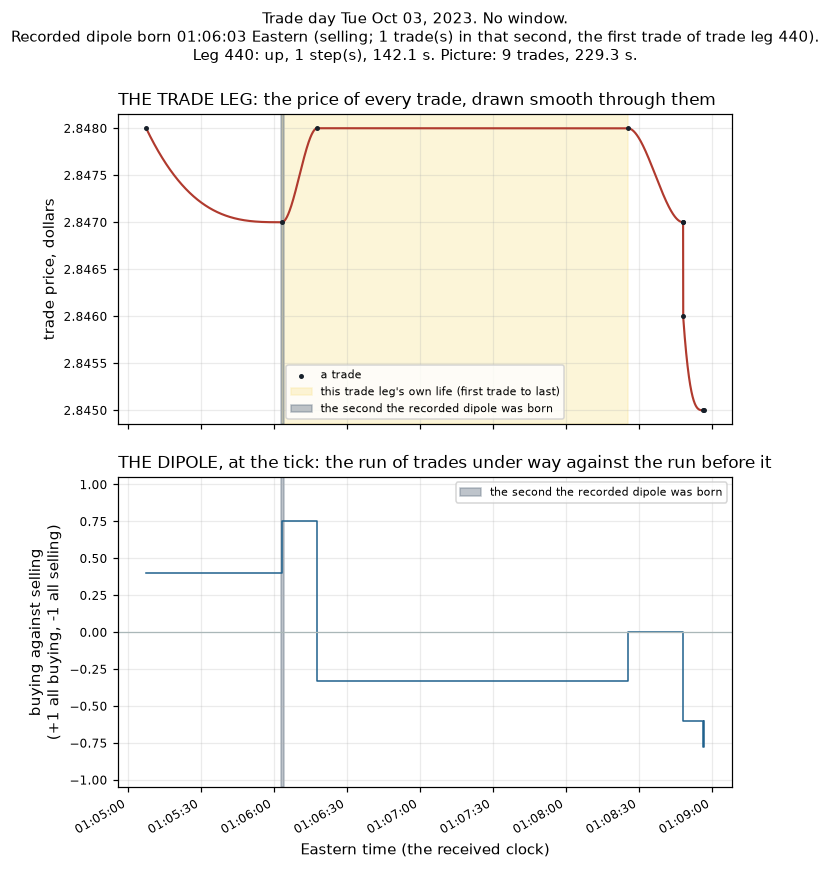 Trade day Tue Oct 03, 2023. No window.
Recorded dipole born 01:06:03 Eastern (selling; 1 trade(s) in that second, the first trade of trade leg 440).
Leg 440: up, 1 step(s), 142.1 s. Picture: 9 trades, 229.3 s.
THE TRADE LEG: the price of every trade, drawn smooth through them
trade price, dollars
2.8480
2.8475
2.8470
2.8465
2.8460
2.8455
2.8450
a trade
this trade leg's own life (first trade to last)
the second the recorded dipole was born
THE DIPOLE, at the tick: the run of trades under way against the run before it
buying against selling
(+1 all buying, -1 all selling)
1.00
0.75
0.50
0.25
0.00
−0.25
−0.50
−0.75
−1.00
the second the recorded dipole was born
01:05:00
01:05:30
01:06:00
01:06:30
01:07:00
01:07:30
01:08:00
01:08:30
01:09:00
Eastern time (the received clock)